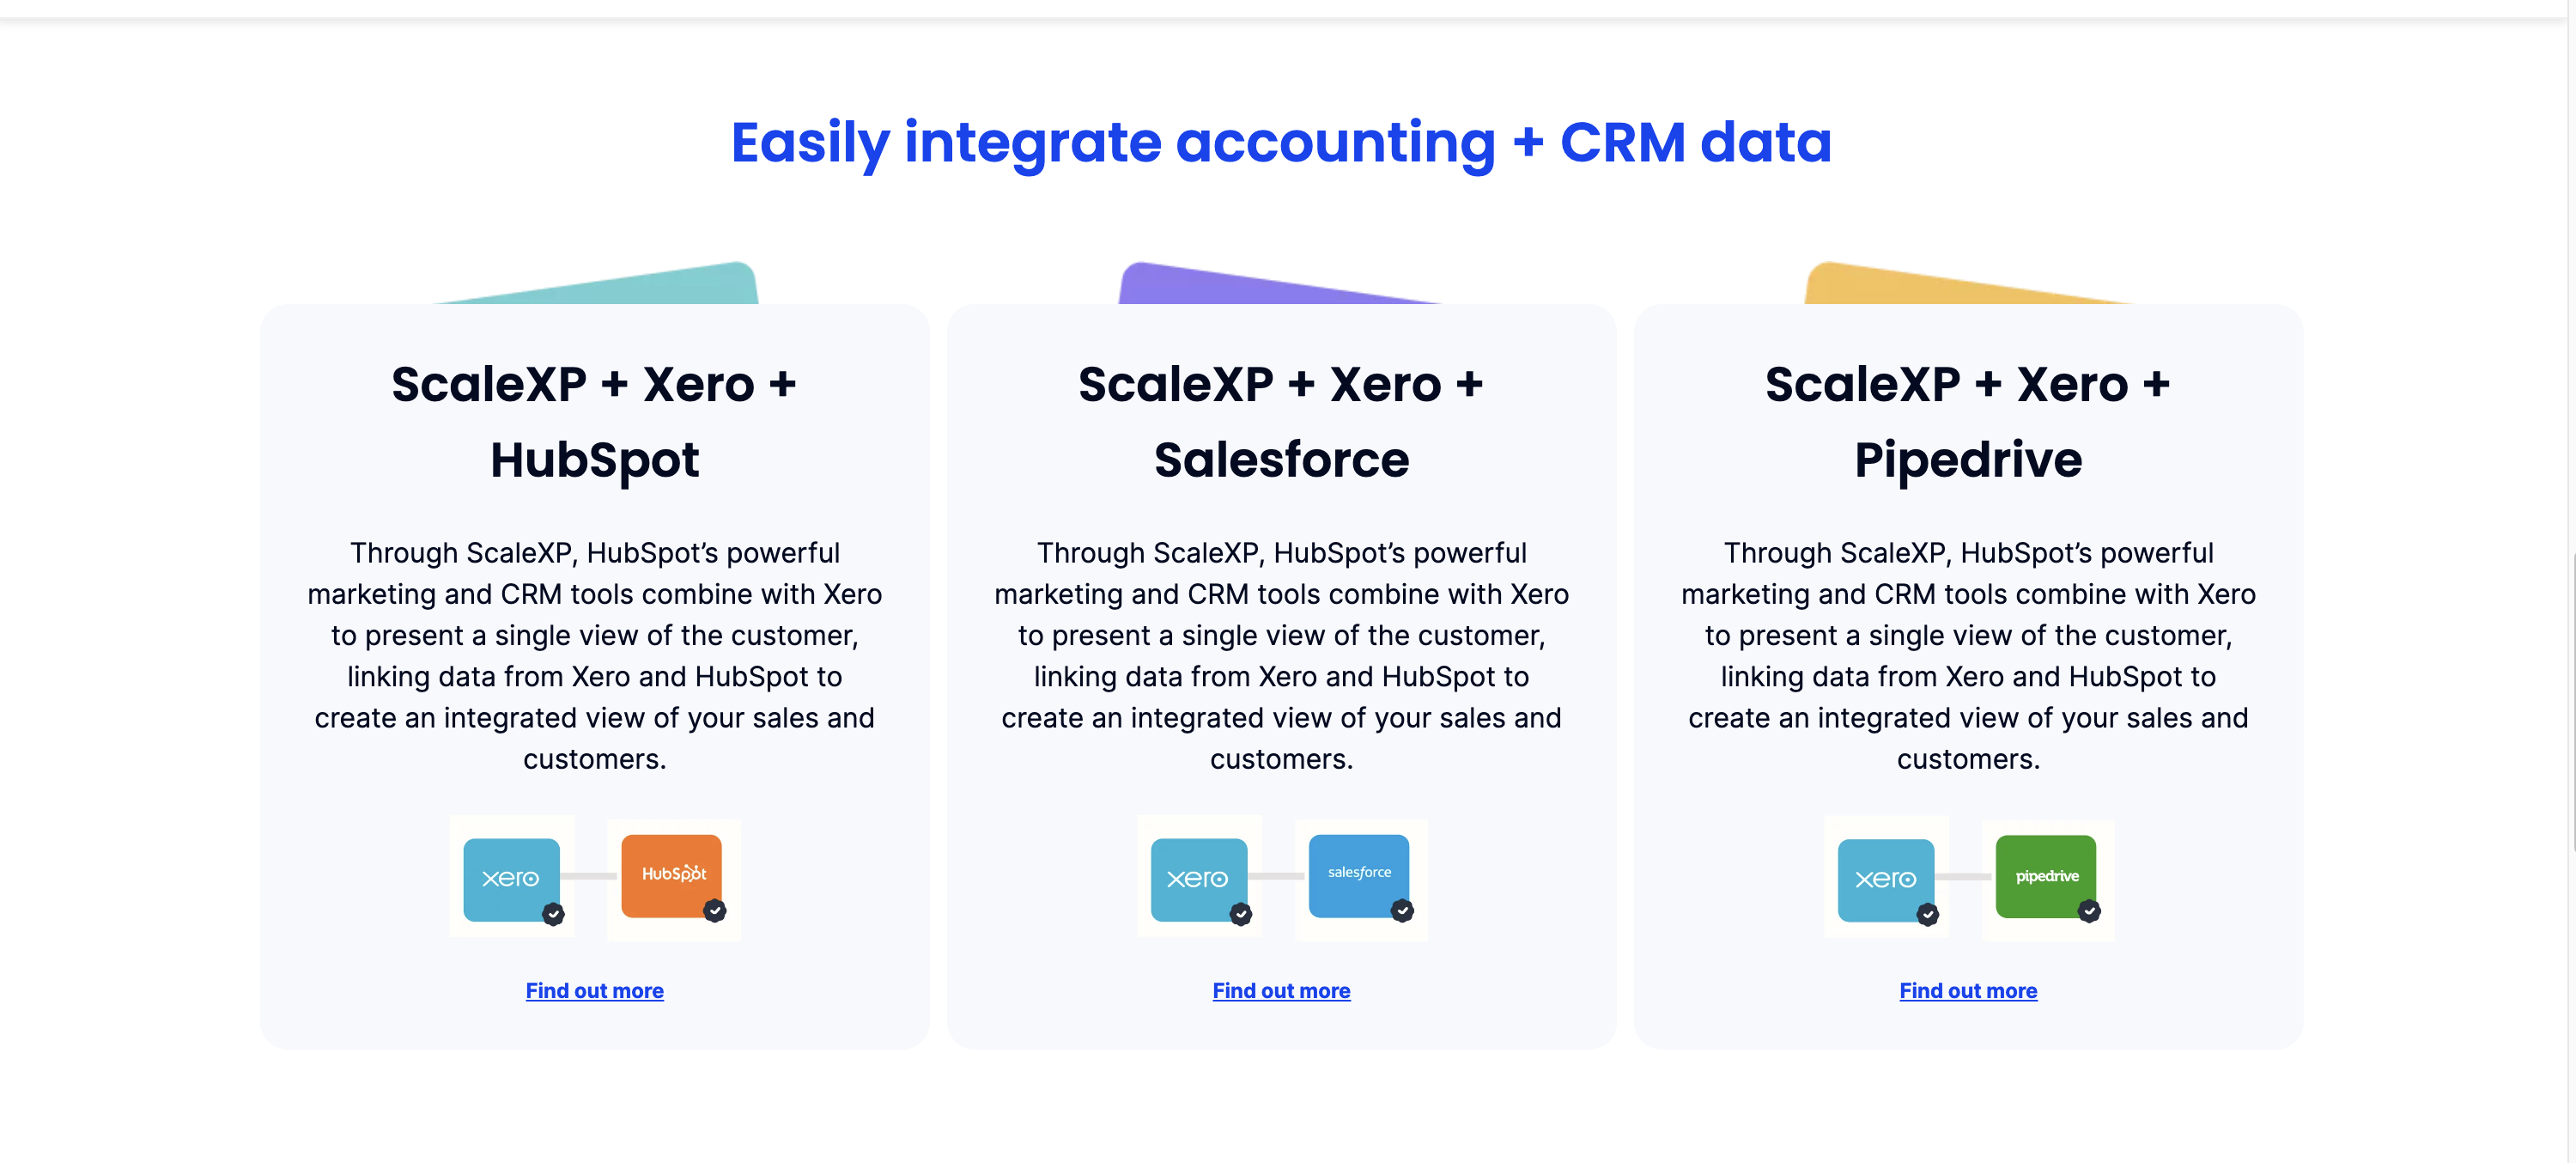 Easily integrate accounting + CRM data
ScaleXP + Xero +
HubSpot
Through ScaleXP, HubSpot’s powerful
marketing and CRM tools combine with Xero
to present a single view of the customer,
linking data from Xero and HubSpot to
create an integrated view of your sales and
customers.
xero
HubSpot
Find out more
ScaleXP + Xero +
Salesforce
Through ScaleXP, HubSpot’s powerful
marketing and CRM tools combine with Xero
to present a single view of the customer,
linking data from Xero and HubSpot to
create an integrated view of your sales and
customers.
xero
salesforce
Find out more
ScaleXP + Xero +
Pipedrive
Through ScaleXP, HubSpot’s powerful
marketing and CRM tools combine with Xero
to present a single view of the customer,
linking data from Xero and HubSpot to
create an integrated view of your sales and
customers.
xero
pipedrive
Find out more